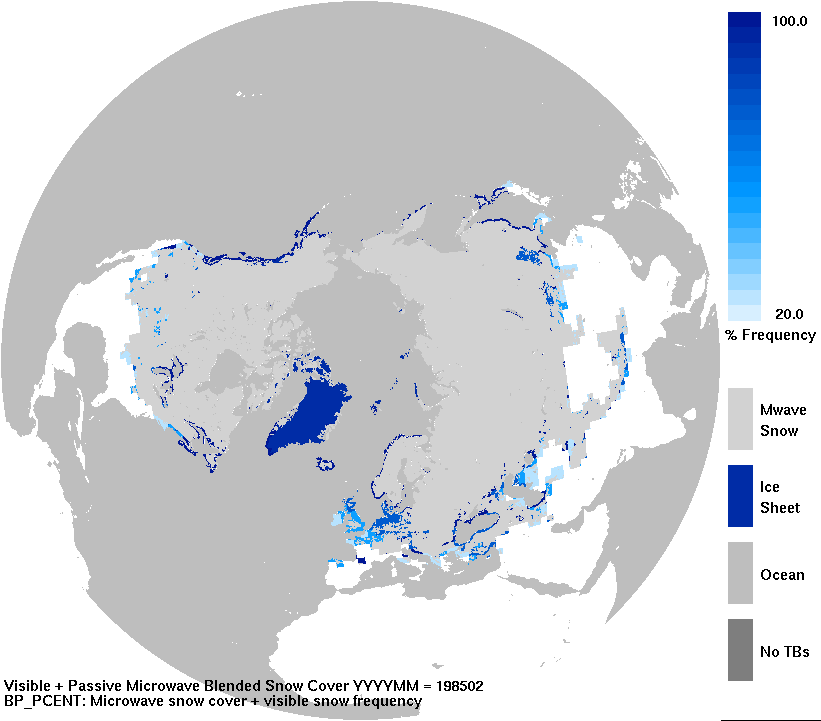 100.0
20.0
% Frequency
Mwave
Snow
Ice
Sheet
Ocean
No TBs
Visible + Passive Microwave Blended Snow Cover YYYYMM = 198502
BP_PCENT: Microwave snow cover + visible snow frequency